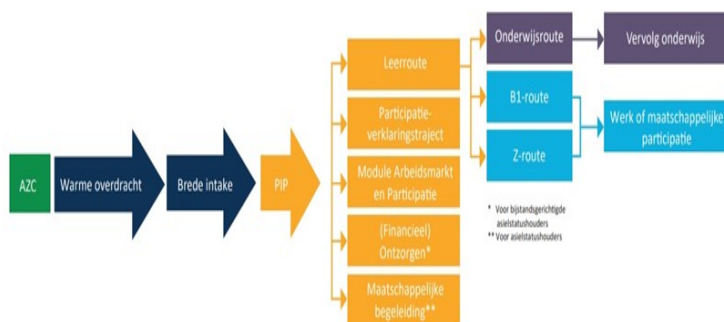 AZC
Warme overdracht
Brede intake
PIP
Leerroute
Participatie-
verklaringstraject
Module Arbeidsmarkt
en Participatie
(Financieel)
Ontzorgen*
Maatschappelijke
begeleiding**
Onderwijsroute
B1-route
Z-route
Vervolg onderwijs
Werk of maatschappelijke
participatie
* Voor bijstandsgerichtigde
asielstatushouders
** Voor asielstatushouders